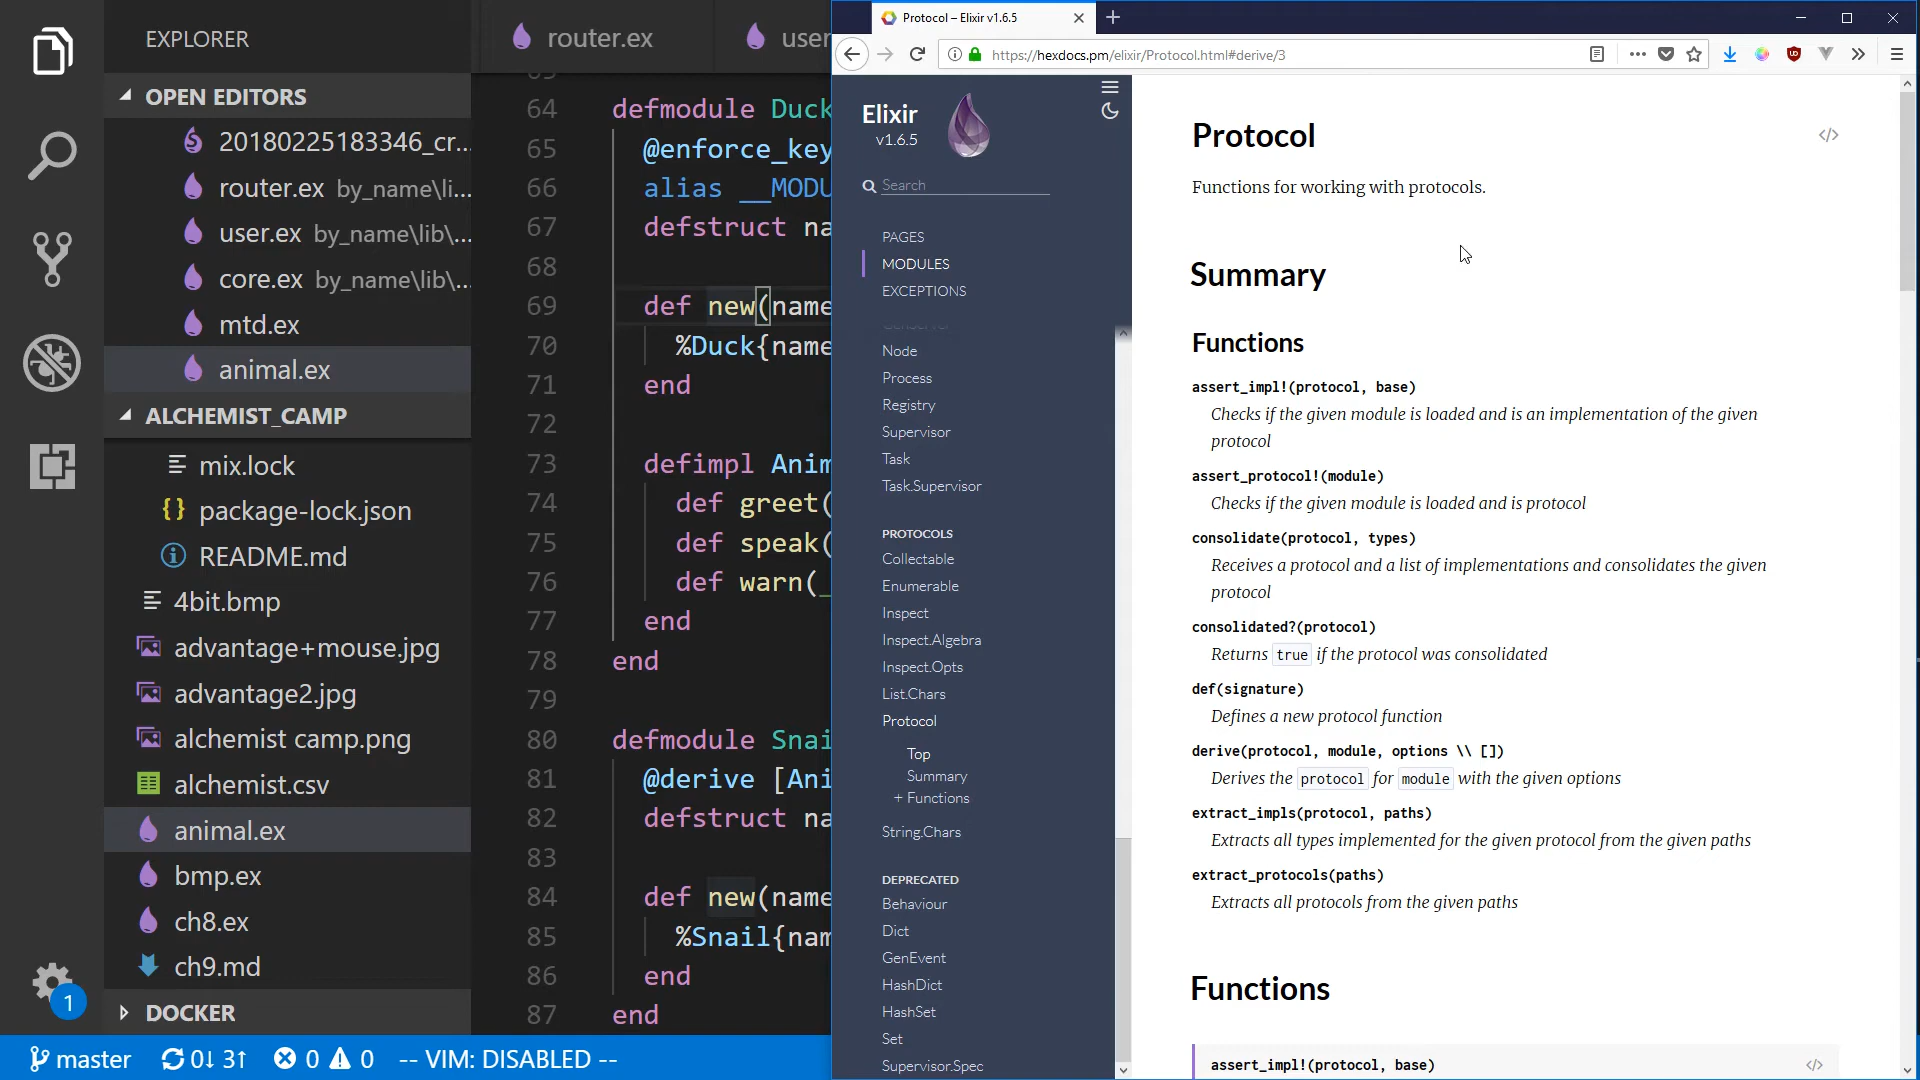 EXPLORER
OPEN EDITORS
20180225183346_cr...
router.ex by_name\li...
user.ex by_name\lib\...
core.ex by_name\lib\...
mtd.ex
animal.ex
ALCHEMIST_CAMP
mix.lock
package-lock.json
README.md
4bit.bmp
advantage+mouse.jpg
advantage2.jpg
alchemist camp.png
alchemist.csv
animal.ex
bmp.ex
ch8.ex
ch9.md
DOCKER
1
master 0↓ 3↑ 0 0 -- VIM: DISABLED --
router.ex user
64 defmodule Duck
65 @enforce_key
66 alias __MODU
67 defstruct na
68
69 def new(name
70 %Duck{name
71 end
72
73 defimpl Anim
74 def greet(
75 def speak(
76 def warn(_
77 end
78 end
79
80 defmodule Snai
81 @derive [Ani
82 defstruct na
83
84 def new(name
85 %Snail{nam
86 end
87 end
Protocol – Elixir v1.6.5
https://hexdocs.pm/elixir/Protocol.html#derive/3
Elixir
v1.6.5
Search
PAGES
MODULES
EXCEPTIONS
Node
Process
Registry
Supervisor
Task
Task.Supervisor
PROTOCOLS
Collectable
Enumerable
Inspect
Inspect.Algebra
Inspect.Opts
List.Chars
Protocol
Top
Summary
+ Functions
String.Chars
DEPRECATED
Behaviour
Dict
GenEvent
HashDict
HashSet
Set
Supervisor.Spec
Protocol </>
Functions for working with protocols.
Summary
Functions
assert_impl!(protocol, base)
Checks if the given module is loaded and is an implementation of the given
protocol
assert_protocol!(module)
Checks if the given module is loaded and is protocol
consolidate(protocol, types)
Receives a protocol and a list of implementations and consolidates the given
protocol
consolidated?(protocol)
Returns true if the protocol was consolidated
def(signature)
Defines a new protocol function
derive(protocol, module, options \\ [])
Derives the protocol for module with the given options
extract_impls(protocol, paths)
Extracts all types implemented for the given protocol from the given paths
extract_protocols(paths)
Extracts all protocols from the given paths
Functions
assert_impl!(protocol, base) </>